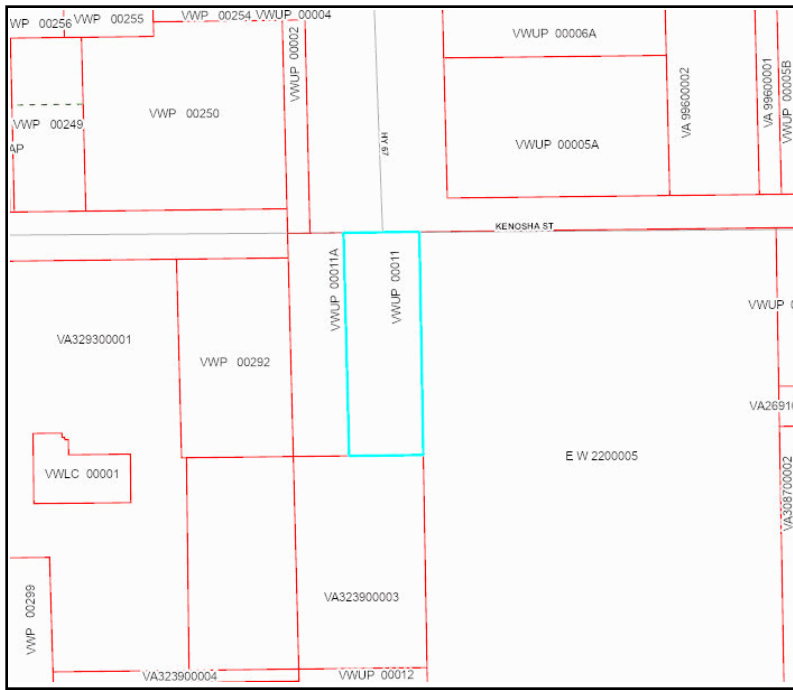 WP 00256
VWP 00255
VWP 00254
VWUP 00004
VWUP 00002
VWUP 00006A
VA 99600002
VA 99600001
VWUP 00005B
VWP 00250
VWP 00249
AP
HY 67
VWUP 00005A
KENOSHA ST
VWUP 00011A
VWUP 00011
VWUP 0
VA329300001
VWP 00292
VA26910
VWLC 00001
E W 2200005
VA308700002
VWP 00299
VA323900003
VA323900004
VWUP 00012